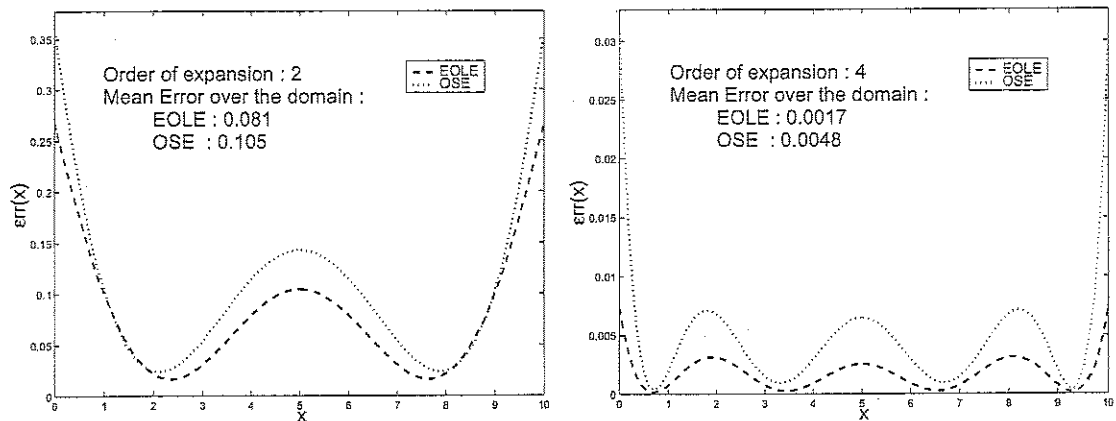 0.35
0.3
0.25
0.2
0.15
0.1
0.05
0
εrr(x)
Order of expansion : 2
Mean Error over the domain :
EOLE : 0.081
OSE : 0.105
EOLE
OSE
0 1 2 3 4 5 6 7 8 9 10
x
0.03
0.025
0.02
0.015
0.01
0.005
0
εrr(x)
Order of expansion : 4
Mean Error over the domain :
EOLE : 0.0017
OSE : 0.0048
EOLE
OSE
0 1 2 3 4 5 6 7 8 9 10
x